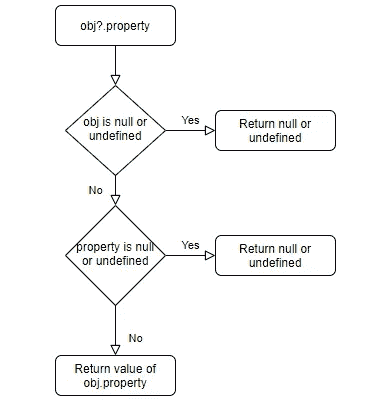 obj?.property
obj is null or
undefined
Yes
Return null or
undefined
No
property is null
or undefined
Yes
Return null or
undefined
No
Return value of
obj.property